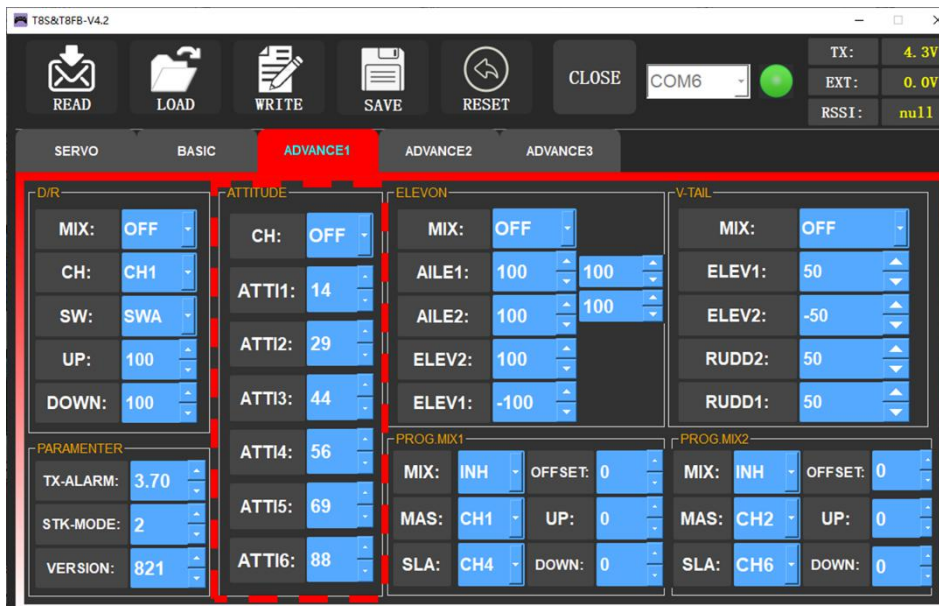 T8S&T8FB-V4.2
READ LOAD WRITE SAVE RESET CLOSE COM6
TX: 4.3V
EXT: 0.0V
RSSI: null
SERVO BASIC ADVANCE1 ADVANCE2 ADVANCE3
D/R
MIX: OFF
CH: CH1
SW: SWA
UP: 100
DOWN: 100
PARAMENTER
TX-ALARM: 3.70
STK-MODE: 2
VERSION: 821
ATTITUDE
CH: OFF
ATTI1: 14
ATTI2: 29
ATTI3: 44
ATTI4: 56
ATTI5: 69
ATTI6: 88
ELEVON
MIX: OFF
AILE1: 100 100
AILE2: 100 100
ELEV2: 100
ELEV1: -100
V-TAIL
MIX: OFF
ELEV1: 50
ELEV2: -50
RUDD2: 50
RUDD1: 50
PROG.MIX1
MIX: INH OFFSET: 0
MAS: CH1 UP: 0
SLA: CH4 DOWN: 0
PROG.MIX2
MIX: INH OFFSET: 0
MAS: CH2 UP: 0
SLA: CH6 DOWN: 0